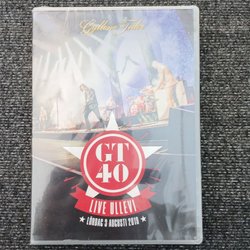 Gyllene Tider
GT
40
LIVE ULLEVI
★ LÖRDAG 3 AUGUSTI 2019 ★